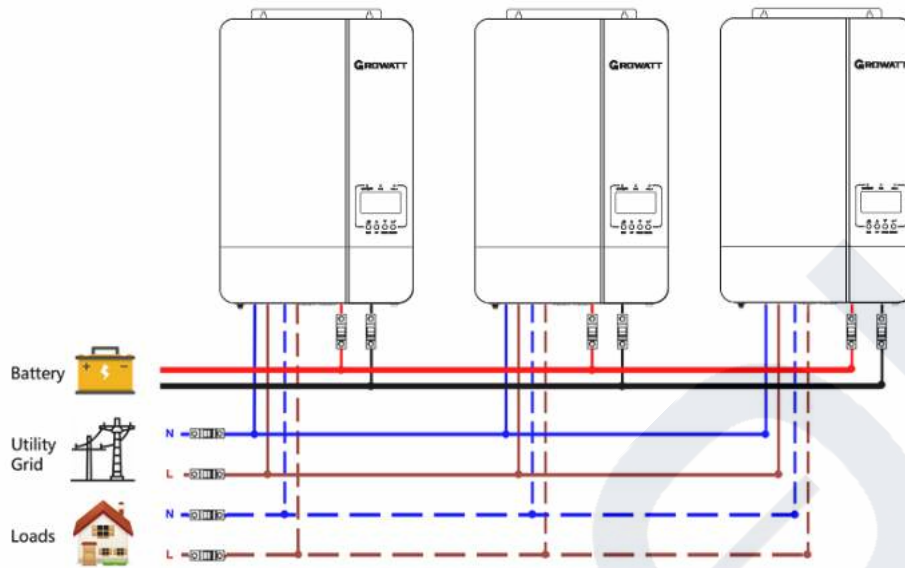 GROWATT
GROWATT
GROWATT
Battery
+ −
Utility
Grid
N
L
Loads
N
L